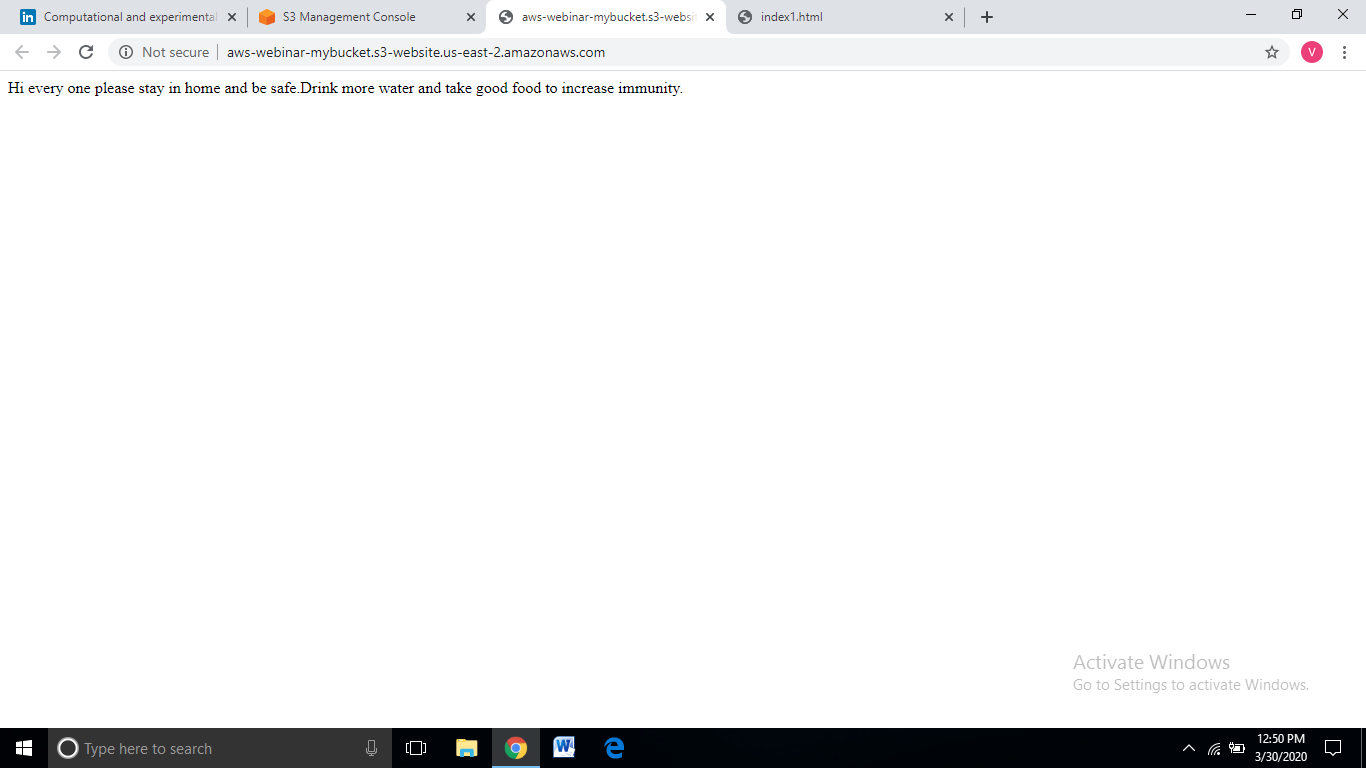 Computational and experimental
S3 Management Console
aws-webinar-mybucket.s3-websi
index1.html
Not secure
aws-webinar-mybucket.s3-website.us-east-2.amazonaws.com
V
Hi every one please stay in home and be safe.Drink more water and take good food to increase immunity.
Activate Windows
Go to Settings to activate Windows.
Type here to search
12:50 PM
3/30/2020